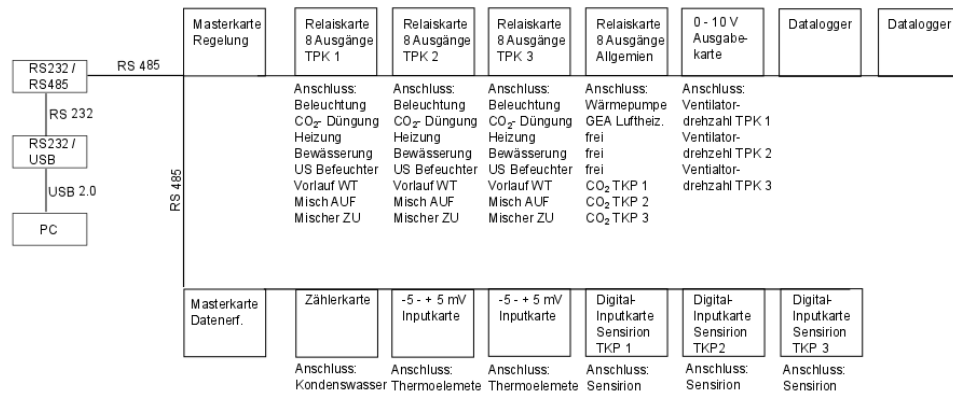 RS232 /
RS485
RS 232
RS232 /
USB
USB 2.0
PC
RS 485
RS 485
Masterkarte
Regelung
Relaiskarte
8 Ausgänge
TPK 1
Anschluss:
Beleuchtung
CO₂- Düngung
Heizung
Bewässerung
US Befeuchter
Vorlauf WT
Misch AUF
Mischer ZU
Relaiskarte
8 Ausgänge
TPK 2
Anschluss:
Beleuchtung
CO₂- Düngung
Heizung
Bewässerung
US Befeuchter
Vorlauf WT
Misch AUF
Mischer ZU
Relaiskarte
8 Ausgänge
TPK 3
Anschluss:
Beleuchtung
CO₂- Düngung
Heizung
Bewässerung
US Befeuchter
Vorlauf WT
Misch AUF
Mischer ZU
Relaiskarte
8 Ausgänge
Allgmien
Anschluss:
Wärmepumpe
GEA Luftheiz.
frei
frei
frei
CO₂ TKP 1
CO₂ TKP 2
CO₂ TKP 3
0 - 10 V
Ausgabe-
karte
Anschluss:
Ventilator-
drehzahl TPK 1
Ventilator-
drehzehl TPK 2
Ventialtor-
drehzahl TPK 3
Datalogger
Datalogger
Masterkarte
Datenerf.
Zählerkarte
Anschluss:
Kondenswasser
-5 - + 5 mV
Inputkarte
Anschluss:
Thermoelemete
-5 - + 5 mV
Inputkarte
Anschluss:
Thermoelemete
Digital-
Inputkarte
Sensirion
TKP 1
Anschluss:
Sensirion
Digital-
Inputkarte
Sensirion
TKP2
Anschluss:
Sensirion
Digital-
Inputkarte
Sensirion
TKP 3
Anschluss:
Sensirion